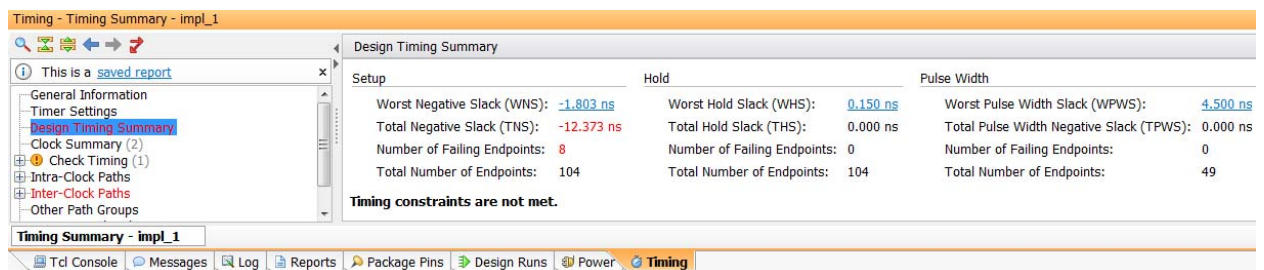 Timing - Timing Summary - impl_1
This is a saved report
General Information
Timer Settings
Design Timing Summary
Clock Summary (2)
Check Timing (1)
Intra-Clock Paths
Inter-Clock Paths
Other Path Groups
Design Timing Summary
Setup Hold Pulse Width
Worst Negative Slack (WNS): -1.803 ns Worst Hold Slack (WHS): 0.150 ns Worst Pulse Width Slack (WPWS): 4.500 ns
Total Negative Slack (TNS): -12.373 ns Total Hold Slack (THS): 0.000 ns Total Pulse Width Negative Slack (TPWS): 0.000 ns
Number of Failing Endpoints: 8 Number of Failing Endpoints: 0 Number of Failing Endpoints: 0
Total Number of Endpoints: 104 Total Number of Endpoints: 104 Total Number of Endpoints: 49
Timing constraints are not met.
Timing Summary - impl_1
Tcl Console Messages Log Reports Package Pins Design Runs Power Timing